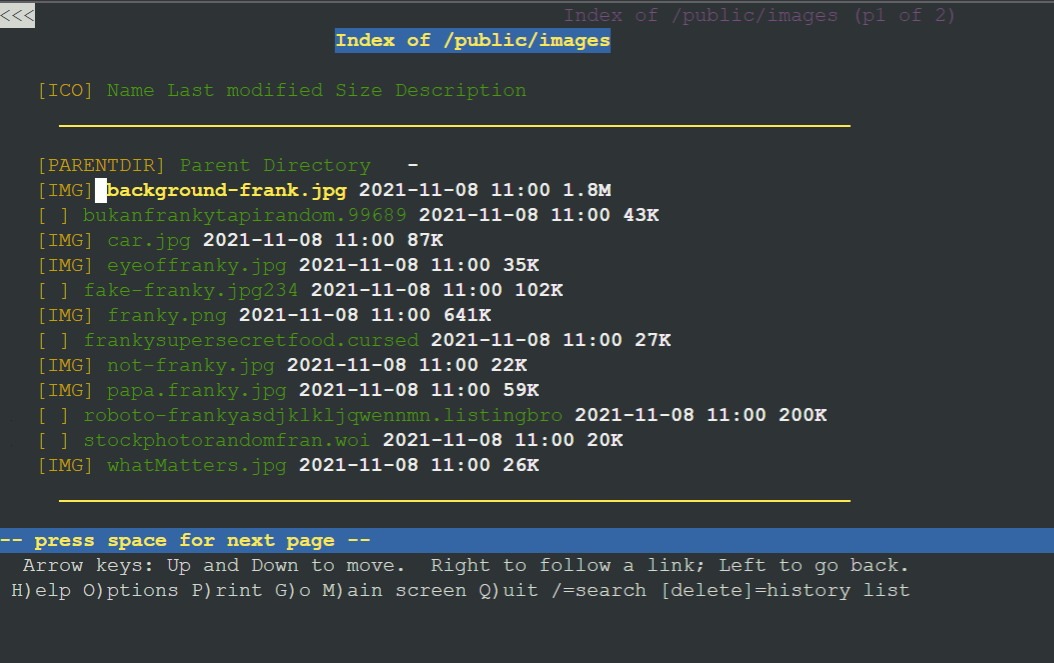 <<< Index of /public/images (p1 of 2)
Index of /public/images
[ICO] Name Last modified Size Description
[PARENTDIR] Parent Directory -
[IMG] background-frank.jpg 2021-11-08 11:00 1.8M
[ ] bukanfrankytapirandom.99689 2021-11-08 11:00 43K
[IMG] car.jpg 2021-11-08 11:00 87K
[IMG] eyeoffranky.jpg 2021-11-08 11:00 35K
[ ] fake-franky.jpg234 2021-11-08 11:00 102K
[IMG] franky.png 2021-11-08 11:00 641K
[ ] frankysupersecretfood.cursed 2021-11-08 11:00 27K
[IMG] not-franky.jpg 2021-11-08 11:00 22K
[IMG] papa.franky.jpg 2021-11-08 11:00 59K
[ ] roboto-frankyasdjklkljqwennmn.listingbro 2021-11-08 11:00 200K
[ ] stockphotorandomfran.woi 2021-11-08 11:00 20K
[IMG] whatMatters.jpg 2021-11-08 11:00 26K
-- press space for next page --
Arrow keys: Up and Down to move. Right to follow a link; Left to go back.
H)elp O)ptions P)rint G)o M)ain screen Q)uit /=search [delete]=history list